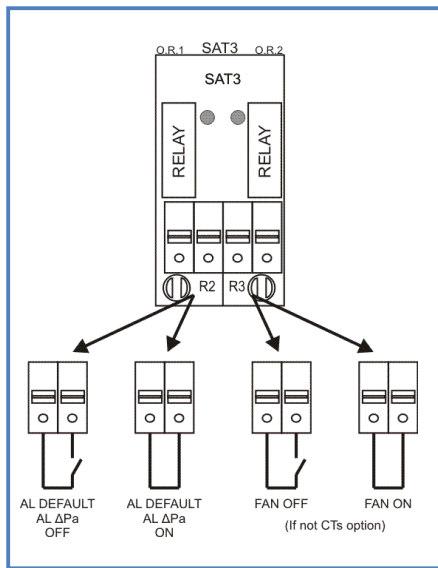 O.R.1 SAT3 O.R.2
SAT3
RELAY RELAY
R2 R3
AL DEFAULT
AL ΔPa
OFF
AL DEFAULT
AL ΔPa
ON
FAN OFF
FAN ON
(If not CTs option)